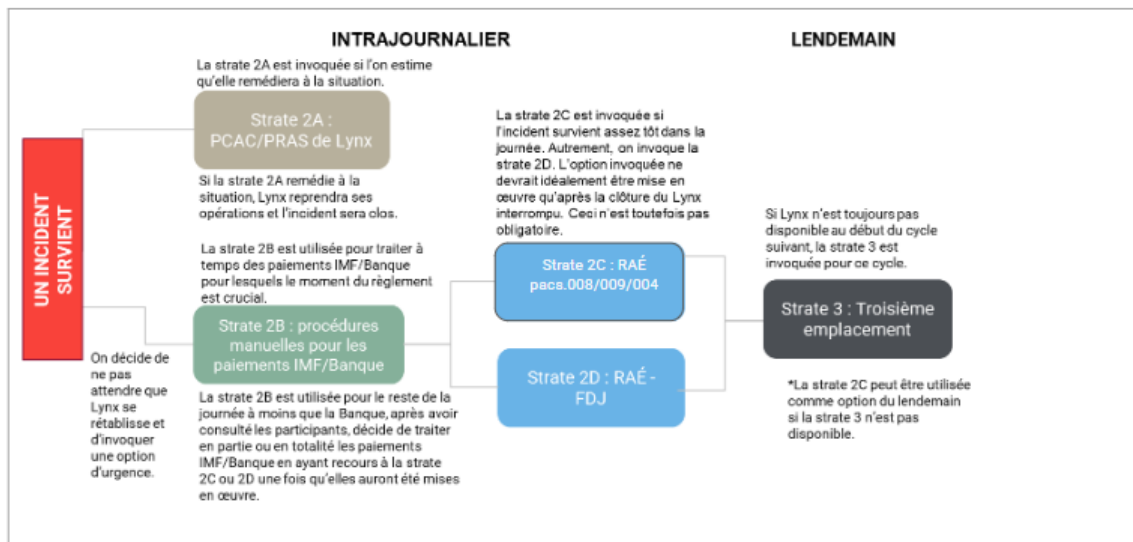 INTRAJOURNALIER
LENDEMAIN
UN INCIDENT
SURVIENT
La strate 2A est invoquée si l'on estime
qu'elle remédiera à la situation.
Strate 2A :
PCAC/PRAS de Lynx
Si la strate 2A remédie à la
situation, Lynx reprendra ses
opérations et l'incident sera clos.
La strate 2B est utilisée pour traiter à
temps des paiements IMF/Banque
pour lesquels le moment du règlement
est crucial.
Strate 2B : procédures
manuelles pour les
paiements IMF/Banque
On décide de
ne pas
attendre que
Lynx se
rétablisse et
d'invoquer
une option
d'urgence.
La strate 2B est utilisée pour le reste de
la journée à moins que la Banque, après avoir
consulté les participants, décide de traiter
en partie ou en totalité les paiements
IMF/Banque en ayant recours à la strate
2C ou 2D une fois qu'elles auront été mises
en œuvre.
La strate 2C est invoquée si
l'incident survient assez tôt dans la
journée. Autrement, on invoque la
strate 2D. L'option invoquée ne
devrait idéalement être mise en
œuvre qu'après la clôture du Lynx
interrompu. Ceci n'est toutefois pas
obligatoire.
Strate 2C : RAÉ
pacs.008/009/004
Strate 2D : RAÉ -
FDJ
Si Lynx n'est toujours pas
disponible au début du cycle
suivant, la strate 3 est
invoquée pour ce cycle.
Strate 3 : Troisième
emplacement
*La strate 2C peut être utilisée
comme option du lendemain
si la strate 3 n'est pas
disponible.